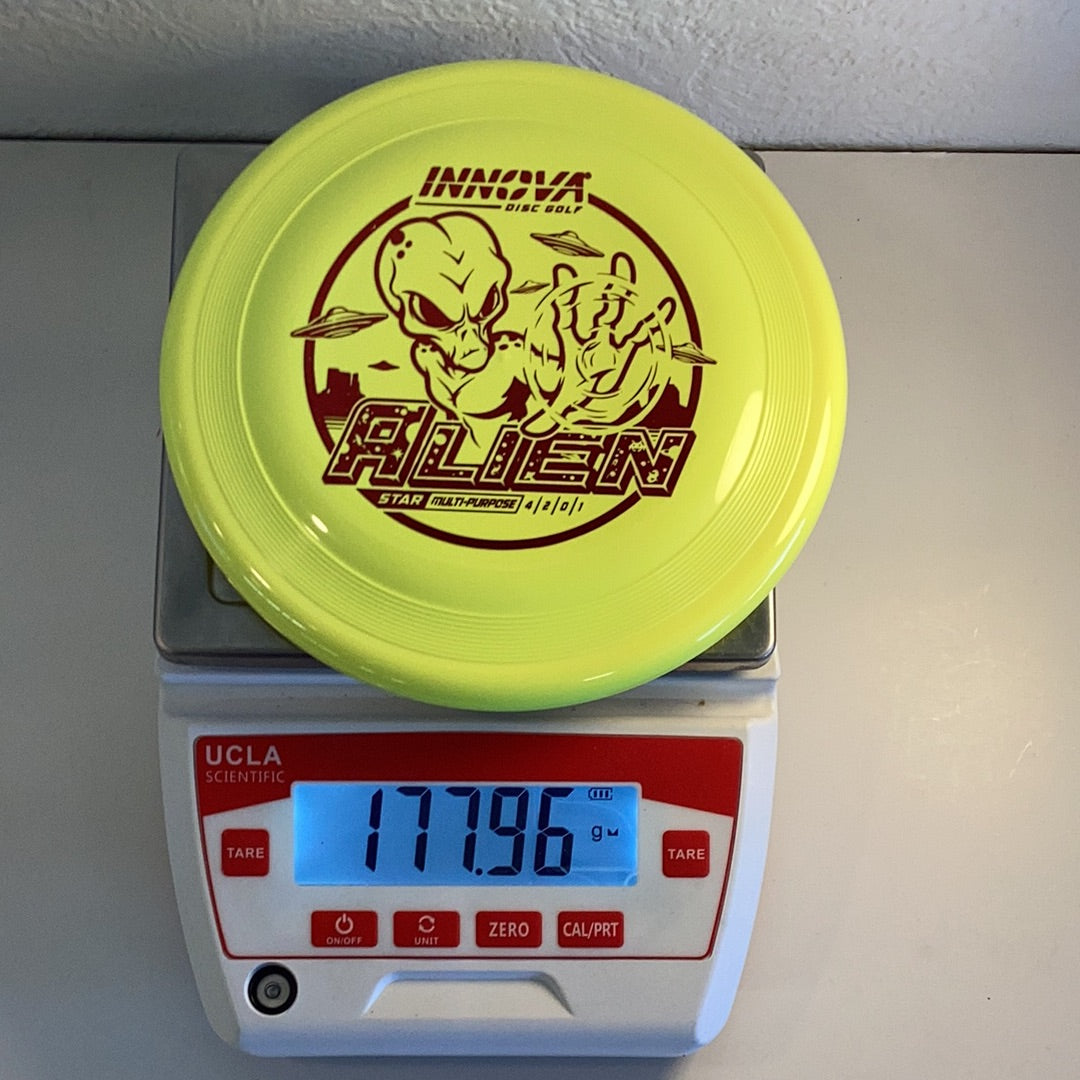 INNOVA®
DISC GOLF
ALIEN
STAR MULTI-PURPOSE 4|2|0|1
UCLA
SCIENTIFIC
177.96 g
TARE
TARE
ON/OFF
UNIT
ZERO
CAL/PRT